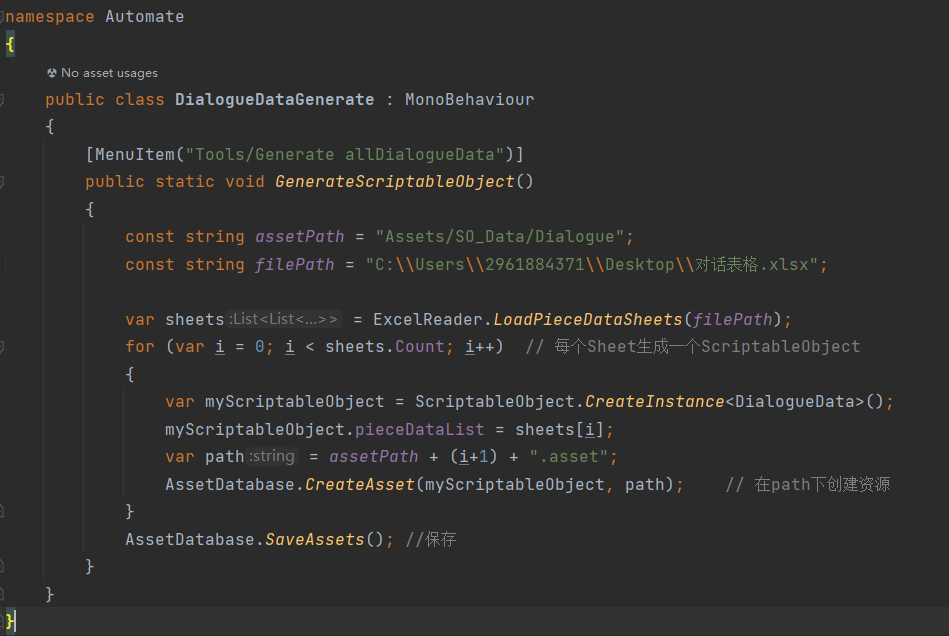 namespace Automate
{
No asset usages
public class DialogueDataGenerate : MonoBehaviour
{
[MenuItem("Tools/Generate allDialogueData")]
public static void GenerateScriptableObject()
{
const string assetPath = "Assets/SO_Data/Dialogue";
const string filePath = "C:\\Users\\2961884371\\Desktop\\对话表格.xlsx";
var sheets :List<List<...>> = ExcelReader.LoadPieceDataSheets(filePath);
for (var i = 0; i < sheets.Count; i++) // 每个Sheet生成一个ScriptableObject
{
var myScriptableObject = ScriptableObject.CreateInstance<DialogueData>();
myScriptableObject.pieceDataList = sheets[i];
var path :string = assetPath + (i+1) + ".asset";
AssetDatabase.CreateAsset(myScriptableObject, path); // 在path下创建资源
}
AssetDatabase.SaveAssets(); //保存
}
}
}